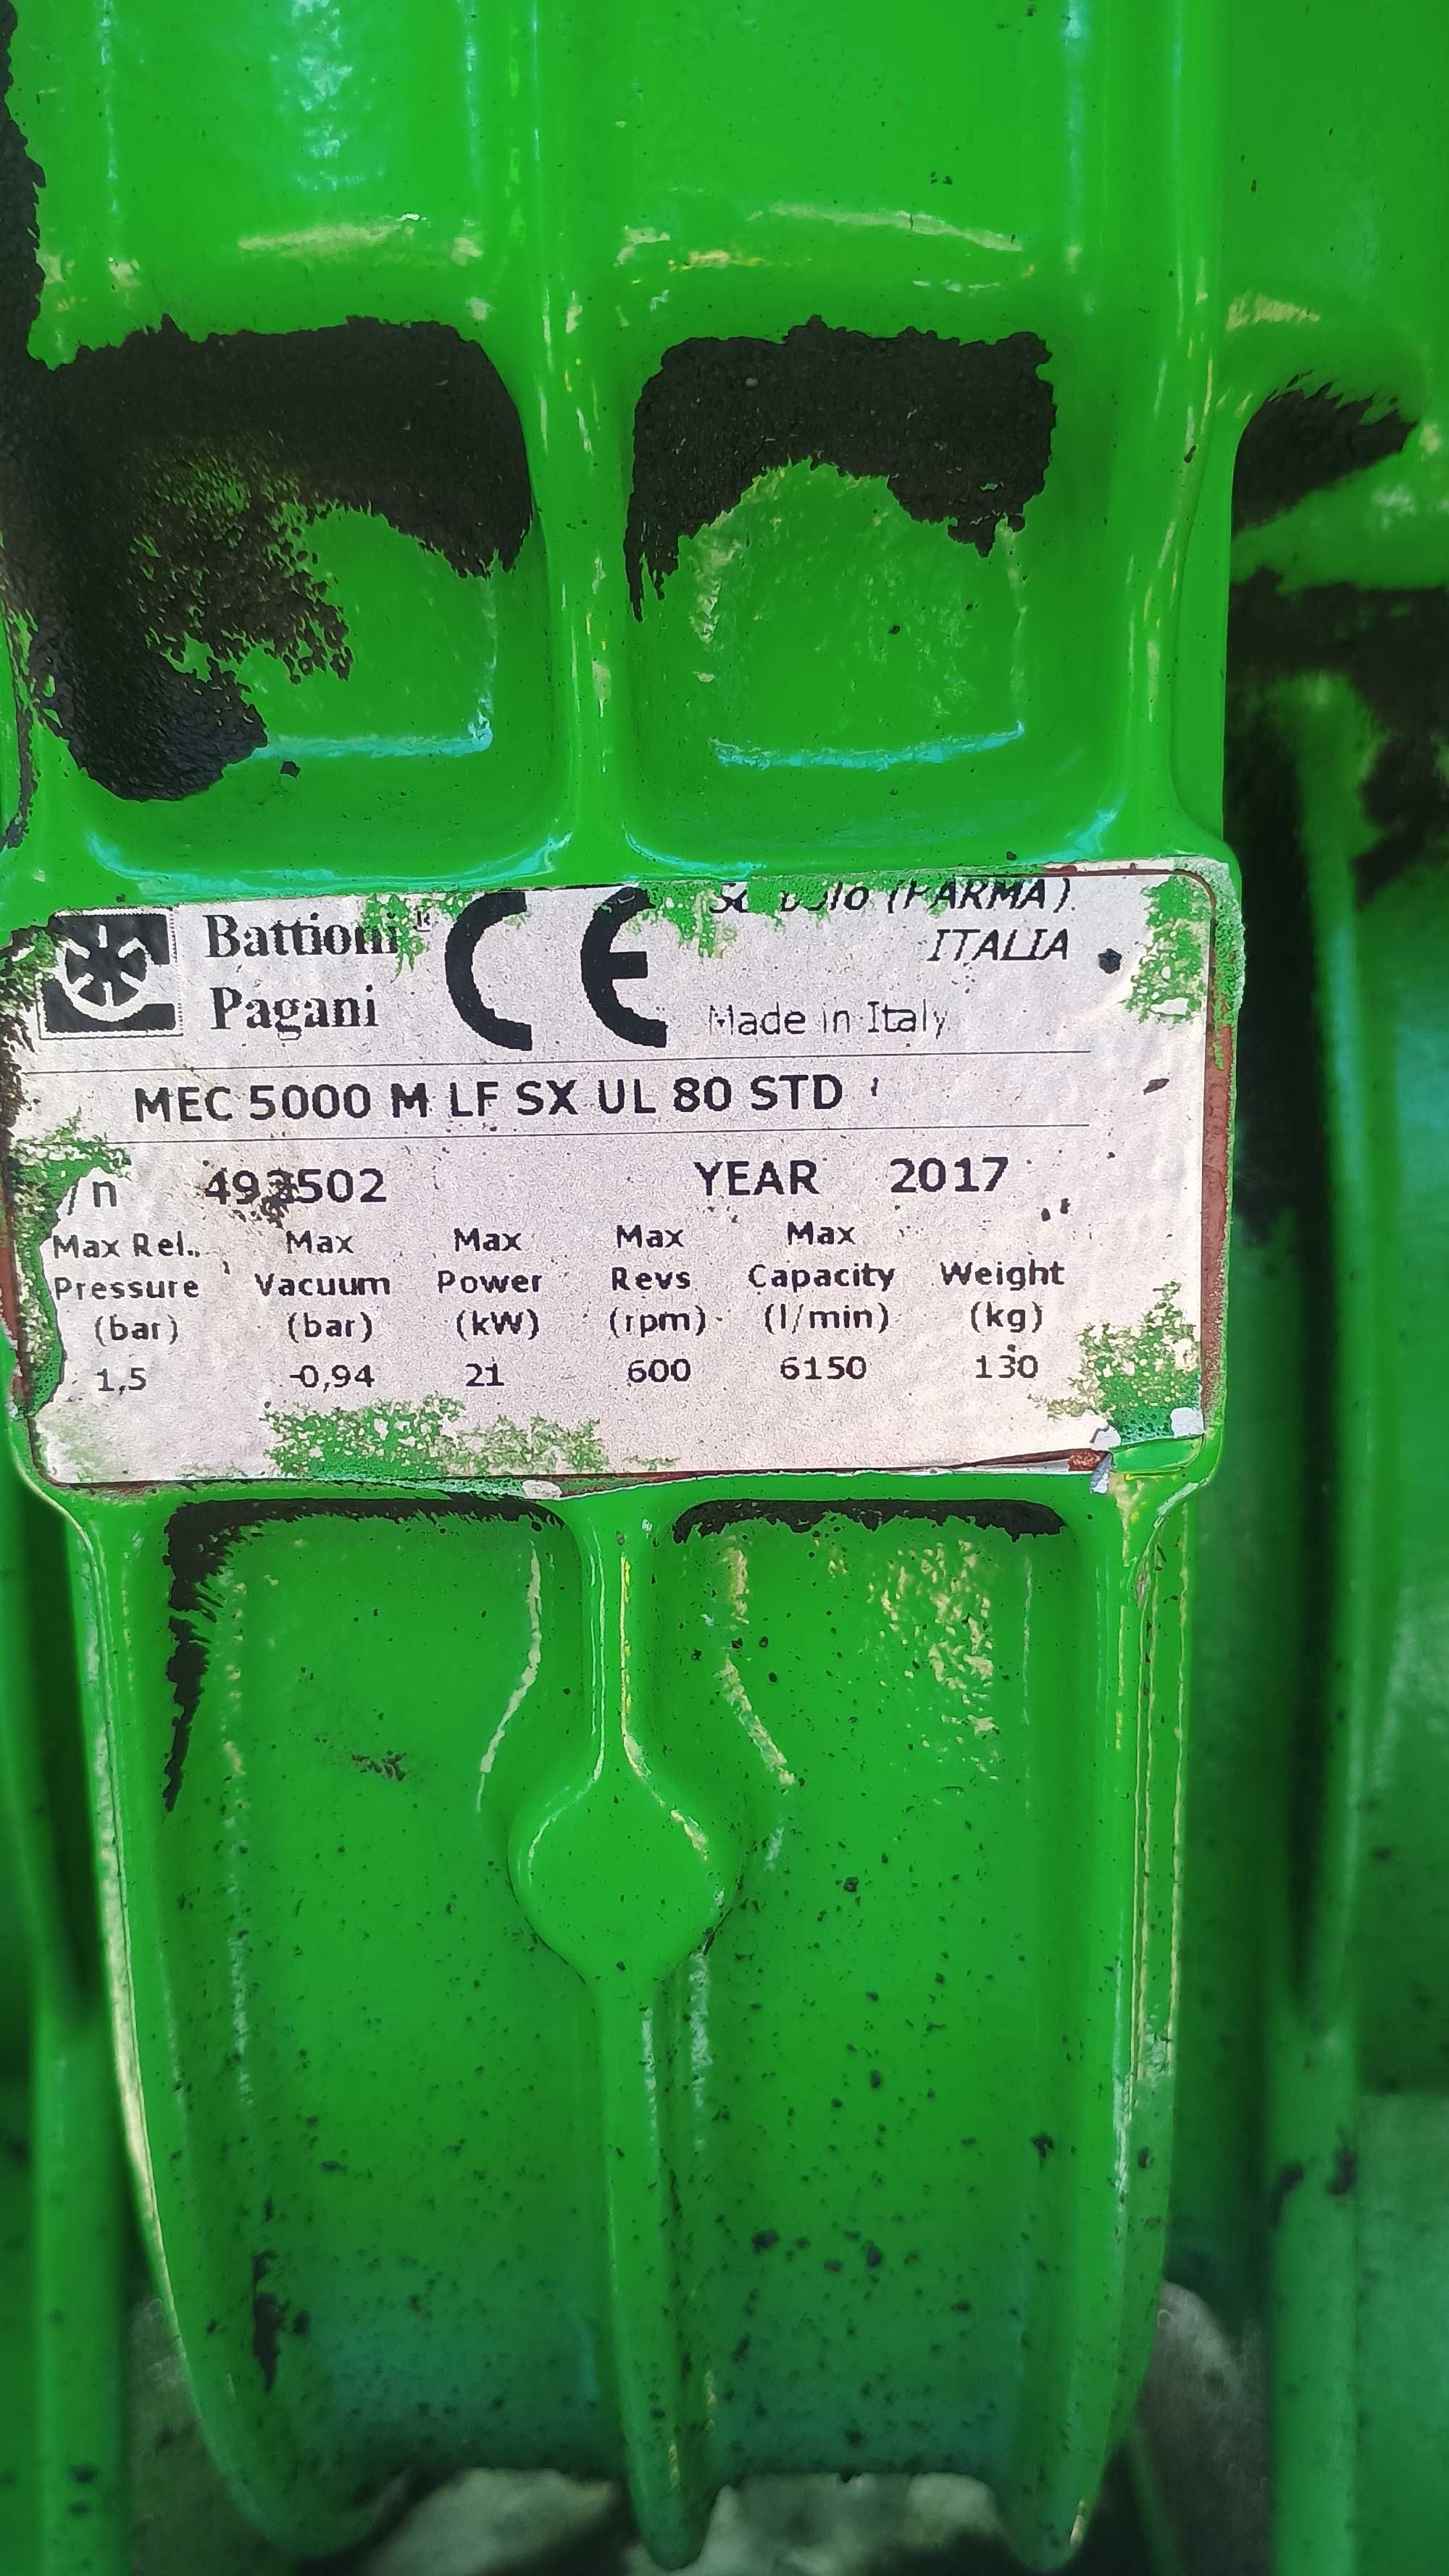 (PARMA)
Battioni®
ITALIA
Pagani
CE
Made in Italy
MEC 5000 M LF SX UL 80 STD
/n YEAR 2017
Max Rel. Max Max Max Max
Pressure Vacuum Power Revs Capacity Weight
(bar) (bar) (kW) (rpm) (l/min) (kg)
1,5 -0,94 21 600 6150 130